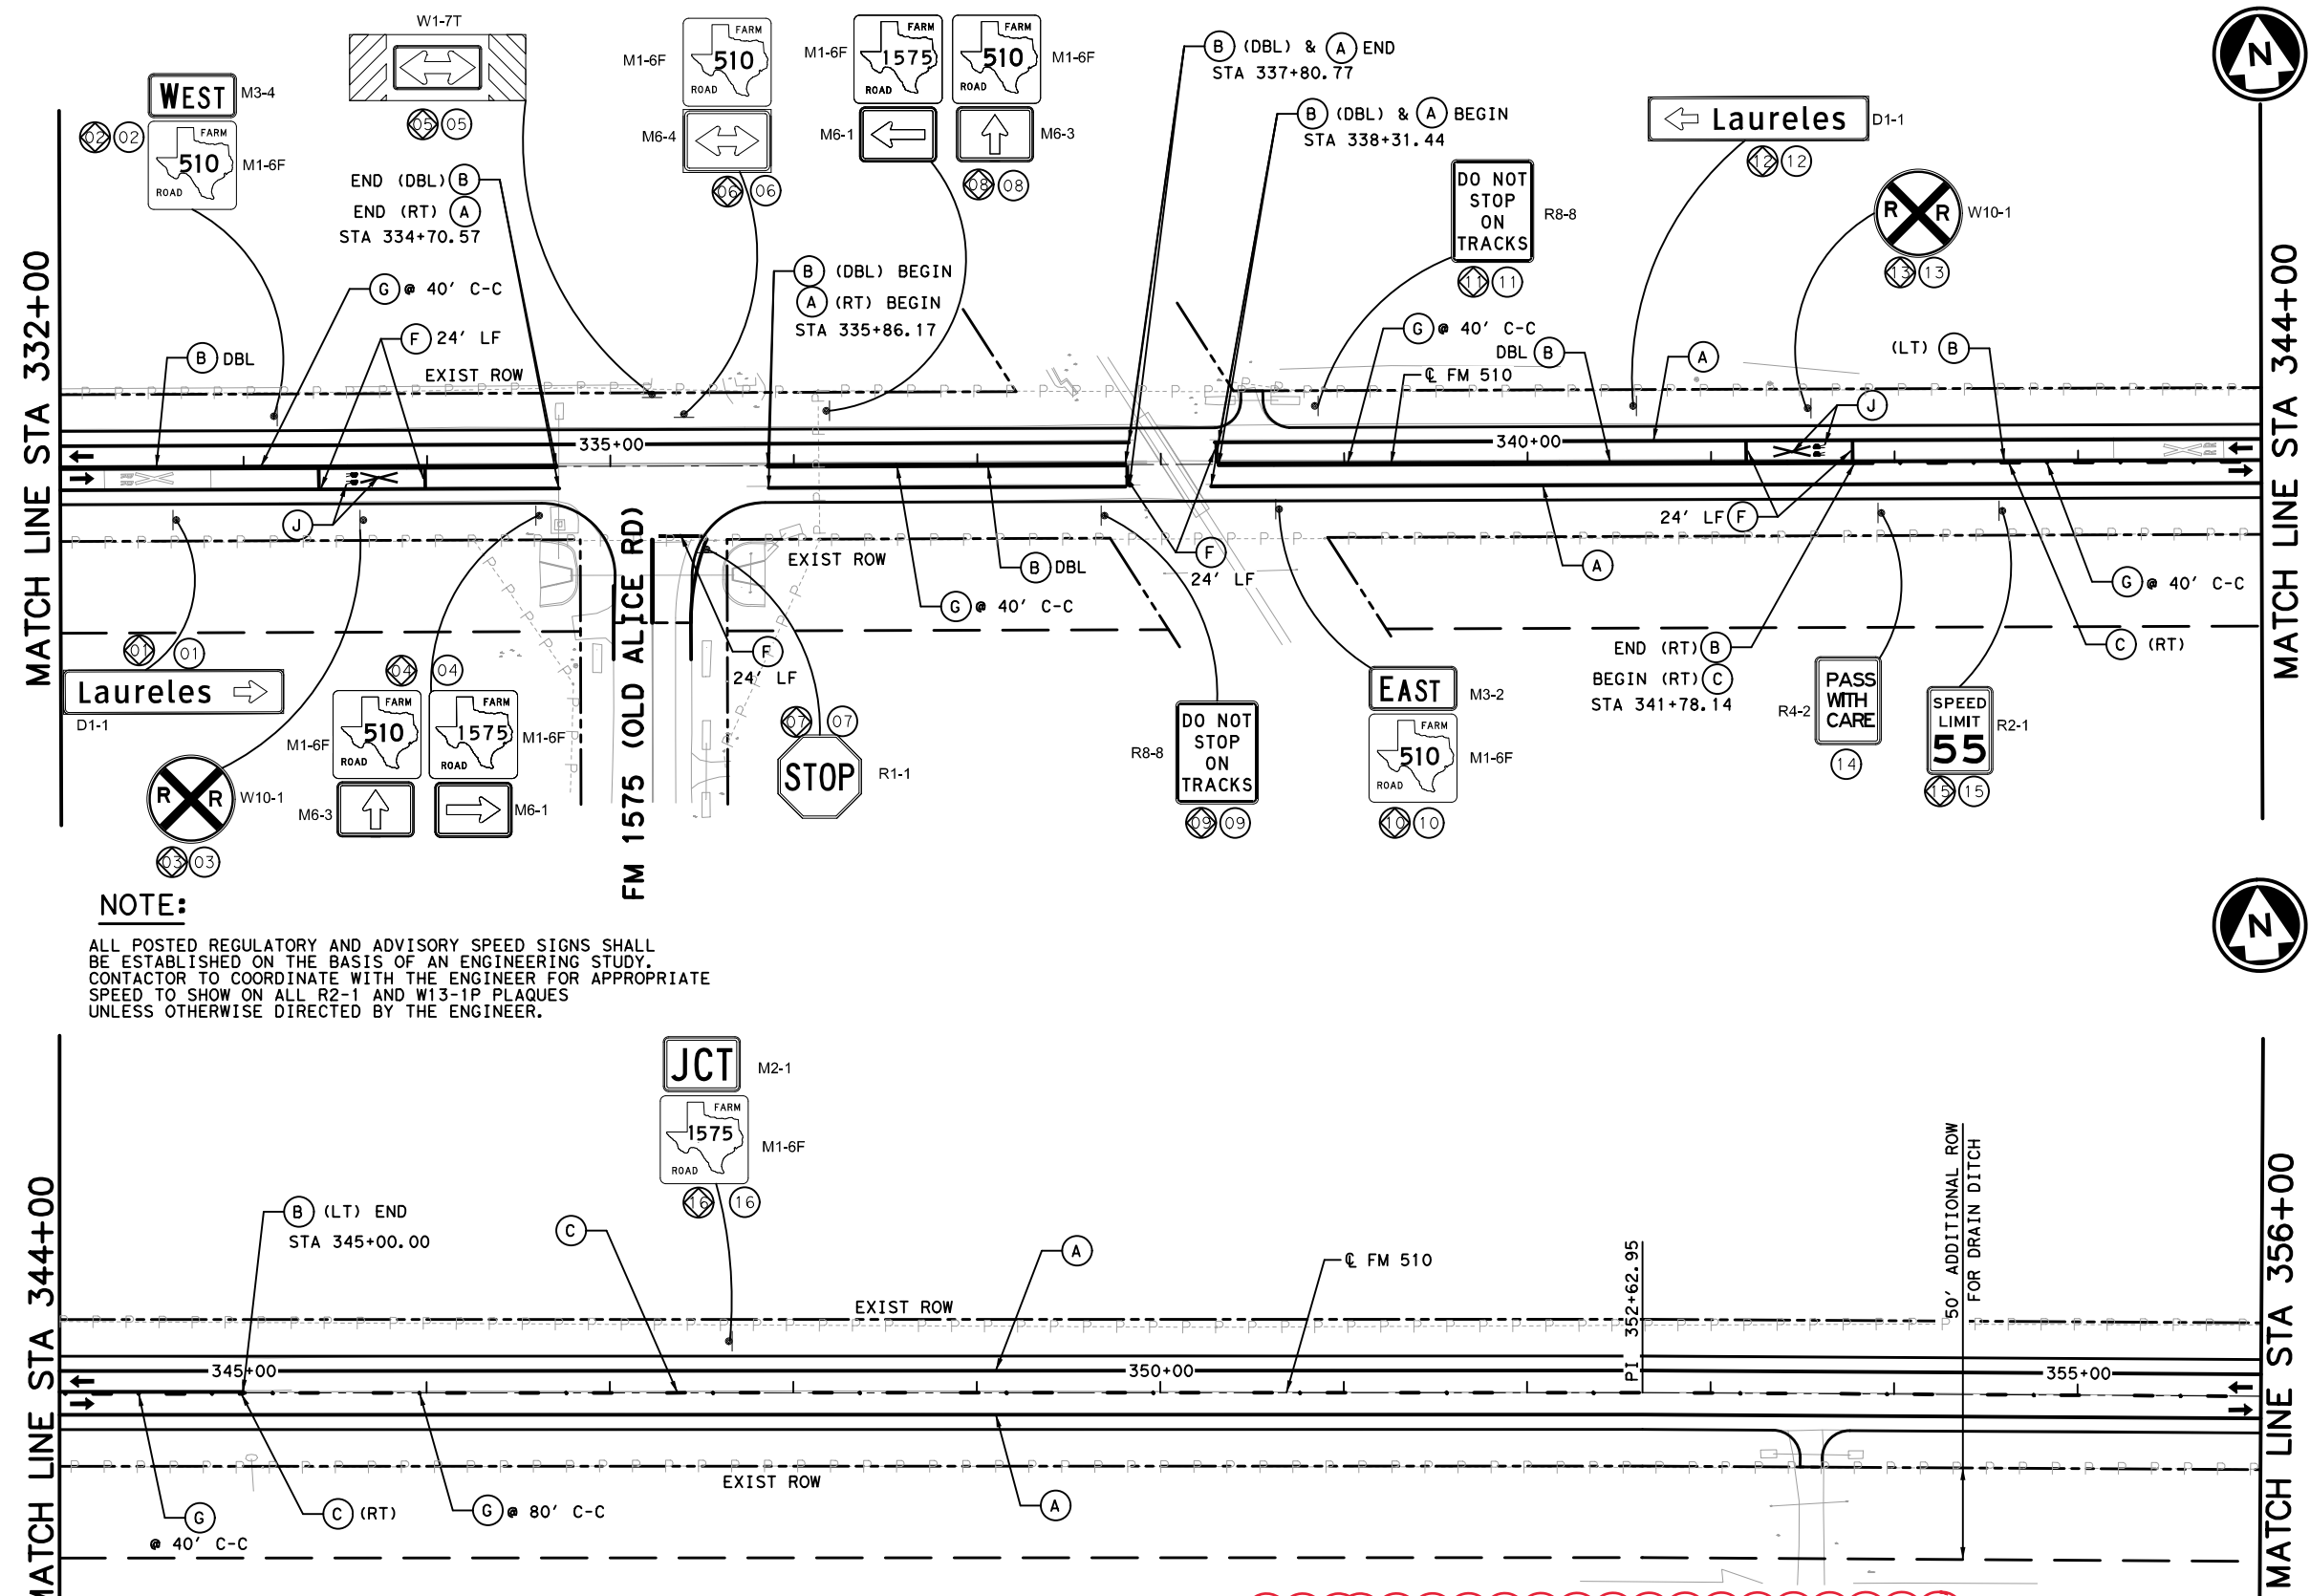 W1-7T
WEST
M3-4
02 02
FARM
510
ROAD
M1-6F
05 05
M1-6F
FARM
510
ROAD
M6-4
06 06
M1-6F
FARM
1575
ROAD
M6-1
FARM
510
ROAD
M1-6F
M6-3
08 08
B (DBL) & A END
STA 337+80.77
B (DBL) & A BEGIN
STA 338+31.44
Laureles
D1-1
12 12
N
DO NOT
STOP
ON
TRACKS
R8-8
11 11
R R
W10-1
13 13
END (DBL) B
END (RT) A
STA 334+70.57
G @ 40' C-C
F 24' LF
B DBL
EXIST ROW
B (DBL) BEGIN
A (RT) BEGIN
STA 335+86.17
G @ 40' C-C
DBL B
℄ FM 510
A
(LT) B
J
MATCH LINE STA 332+00
MATCH LINE STA 344+00
335+00
340+00
J
EXIST ROW
B DBL
G @ 40' C-C
F
24' LF
F
24' LF
A
24' LF F
G @ 40' C-C
C (RT)
END (RT) B
BEGIN (RT) C
STA 341+78.14
01 01
Laureles
D1-1
R R
W10-1
03 03
04 04
M1-6F
FARM
510
ROAD
FARM
1575
ROAD
M1-6F
M6-3
M6-1
FM 1575 (OLD ALICE RD)
07 07
STOP
R1-1
R8-8
DO NOT
STOP
ON
TRACKS
09 09
EAST
M3-2
FARM
510
ROAD
M1-6F
10 10
PASS
WITH
CARE
R4-2
14
SPEED
LIMIT
55
R2-1
15 15
NOTE:
ALL POSTED REGULATORY AND ADVISORY SPEED SIGNS SHALL
BE ESTABLISHED ON THE BASIS OF AN ENGINEERING STUDY.
CONTACTOR TO COORDINATE WITH THE ENGINEER FOR APPROPRIATE
SPEED TO SHOW ON ALL R2-1 AND W13-1P PLAQUES
UNLESS OTHERWISE DIRECTED BY THE ENGINEER.
N
JCT
M2-1
FARM
1575
ROAD
M1-6F
16 16
B (LT) END
STA 345+00.00
C
A
℄ FM 510
PI 352+62.95
50' ADDITIONAL ROW
FOR DRAIN DITCH
EXIST ROW
MATCH LINE STA 344+00
MATCH LINE STA 356+00
345+00
350+00
355+00
EXIST ROW
G
@ 40' C-C
C (RT)
G @ 80' C-C
A